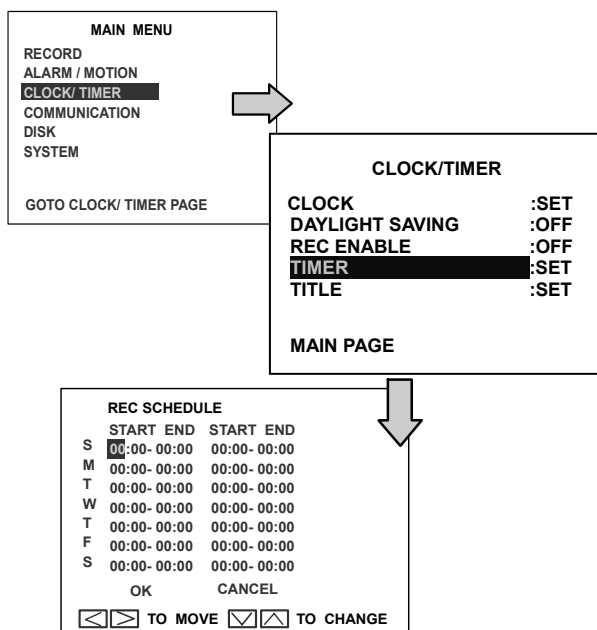 MAIN MENU
RECORD
ALARM / MOTION
CLOCK/ TIMER
COMMUNICATION
DISK
SYSTEM
GOTO CLOCK/ TIMER PAGE
CLOCK/TIMER
CLOCK :SET
DAYLIGHT SAVING :OFF
REC ENABLE :OFF
TIMER :SET
TITLE :SET
MAIN PAGE
REC SCHEDULE
START END START END
S 00:00- 00:00 00:00- 00:00
M 00:00- 00:00 00:00- 00:00
T 00:00- 00:00 00:00- 00:00
W 00:00- 00:00 00:00- 00:00
T 00:00- 00:00 00:00- 00:00
F 00:00- 00:00 00:00- 00:00
S 00:00- 00:00 00:00- 00:00
OK CANCEL
TO MOVE TO CHANGE